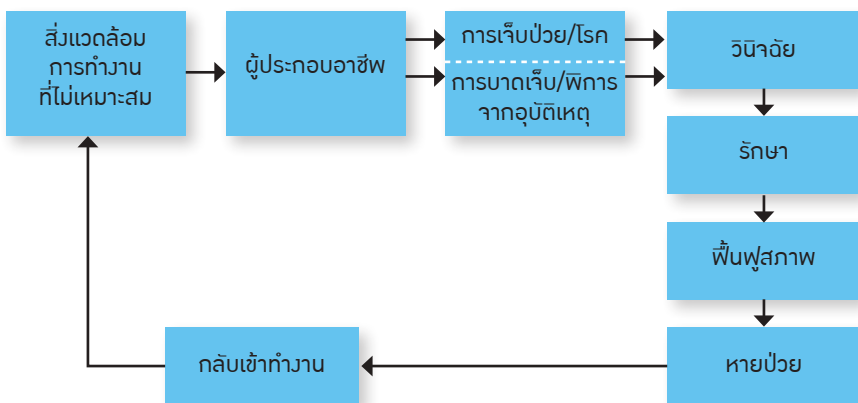 สิ่งแวดล้อม
การทำงาน
ที่ไม่เหมาะสม
ผู้ประกอบอาชีพ
การเจ็บป่วย/โรค
การบาดเจ็บ/พิการ
จากอุบัติเหตุ
วินิจฉัย
รักษา
ฟื้นฟูสภาพ
หายป่วย
กลับเข้าทำงาน